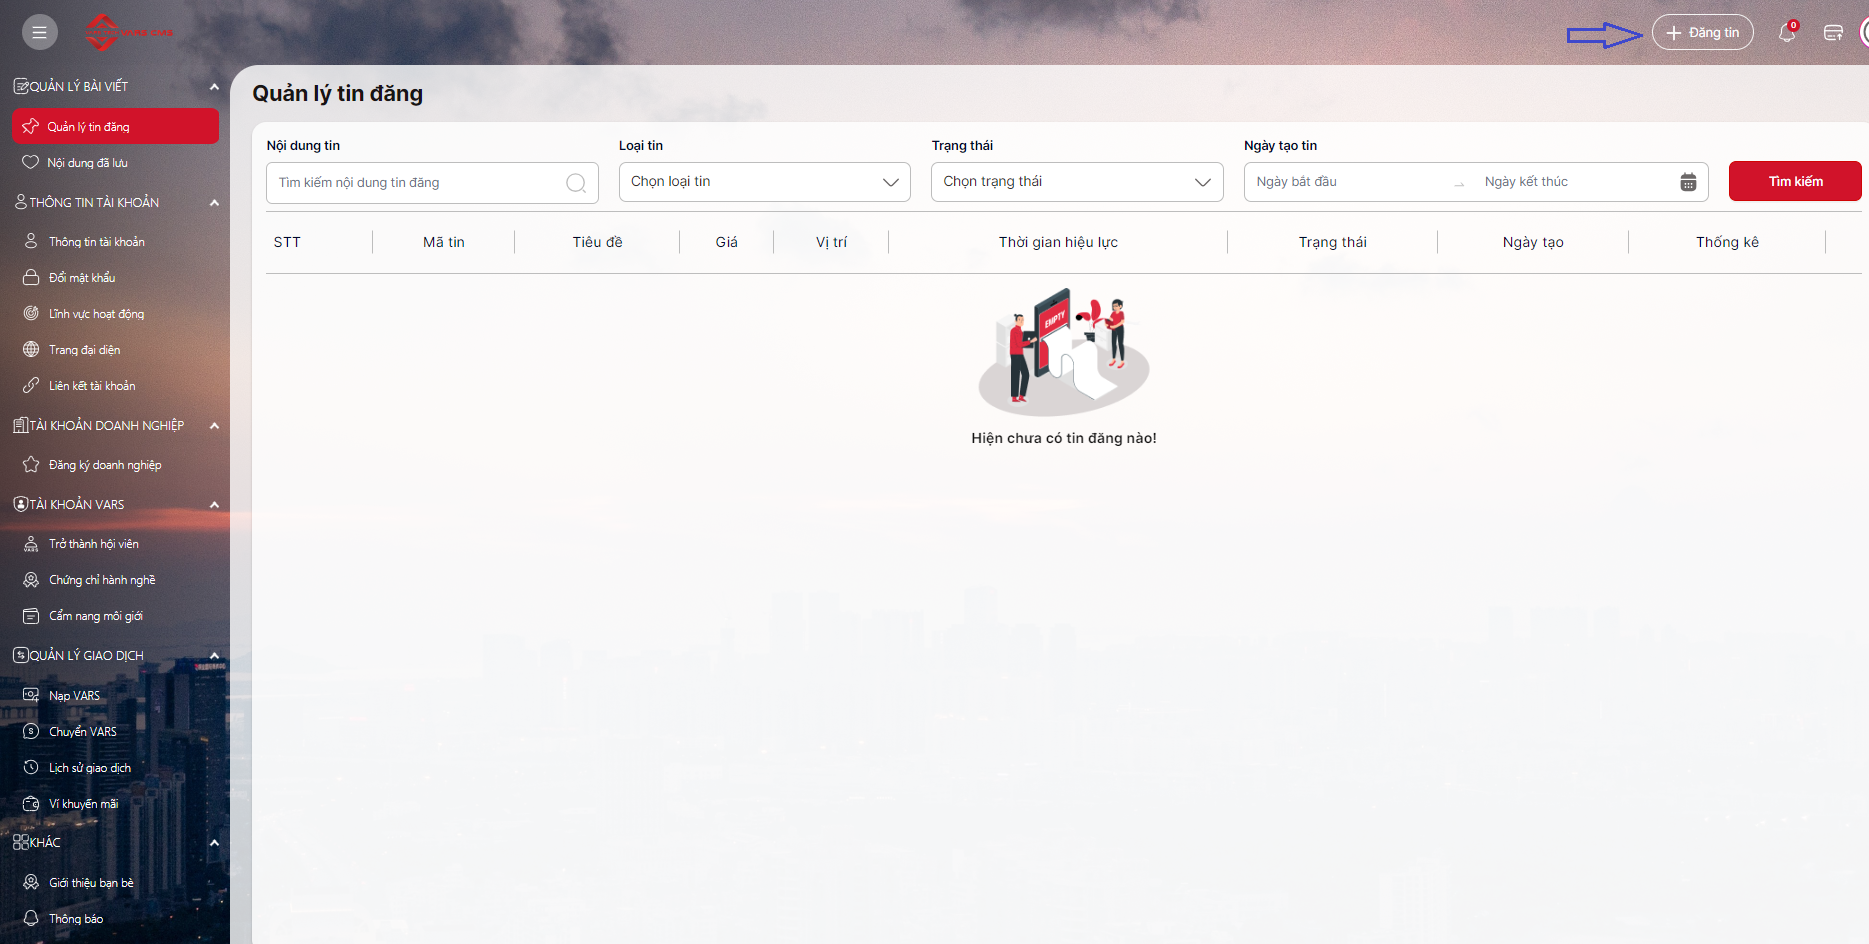 Đăng tin
0
QUẢN LÝ BÀI VIẾT
Quản lý tin đăng
Nội dung đã lưu
THÔNG TIN TÀI KHOẢN
Thông tin tài khoản
Đổi mật khẩu
Lĩnh vực hoạt động
Trang đại diện
Liên kết tài khoản
TÀI KHOẢN DOANH NGHIỆP
Đăng ký doanh nghiệp
TÀI KHOẢN VARS
Trở thành hội viên
Chứng chỉ hành nghề
Cẩm nang môi giới
QUẢN LÝ GIAO DỊCH
Nạp VARS
Chuyển VARS
Lịch sử giao dịch
Ví khuyến mãi
KHÁC
Giới thiệu bạn bè
Thông báo
Quản lý tin đăng
Nội dung tin
Loại tin
Trạng thái
Ngày tạo tin
Tìm kiếm nội dung tin đăng
Chọn loại tin
Chọn trạng thái
Ngày bắt đầu → Ngày kết thúc
Tìm kiếm
STT Mã tin Tiêu đề Giá Vị trí Thời gian hiệu lực Trạng thái Ngày tạo Thống kê
EMPTY
Hiện chưa có tin đăng nào!